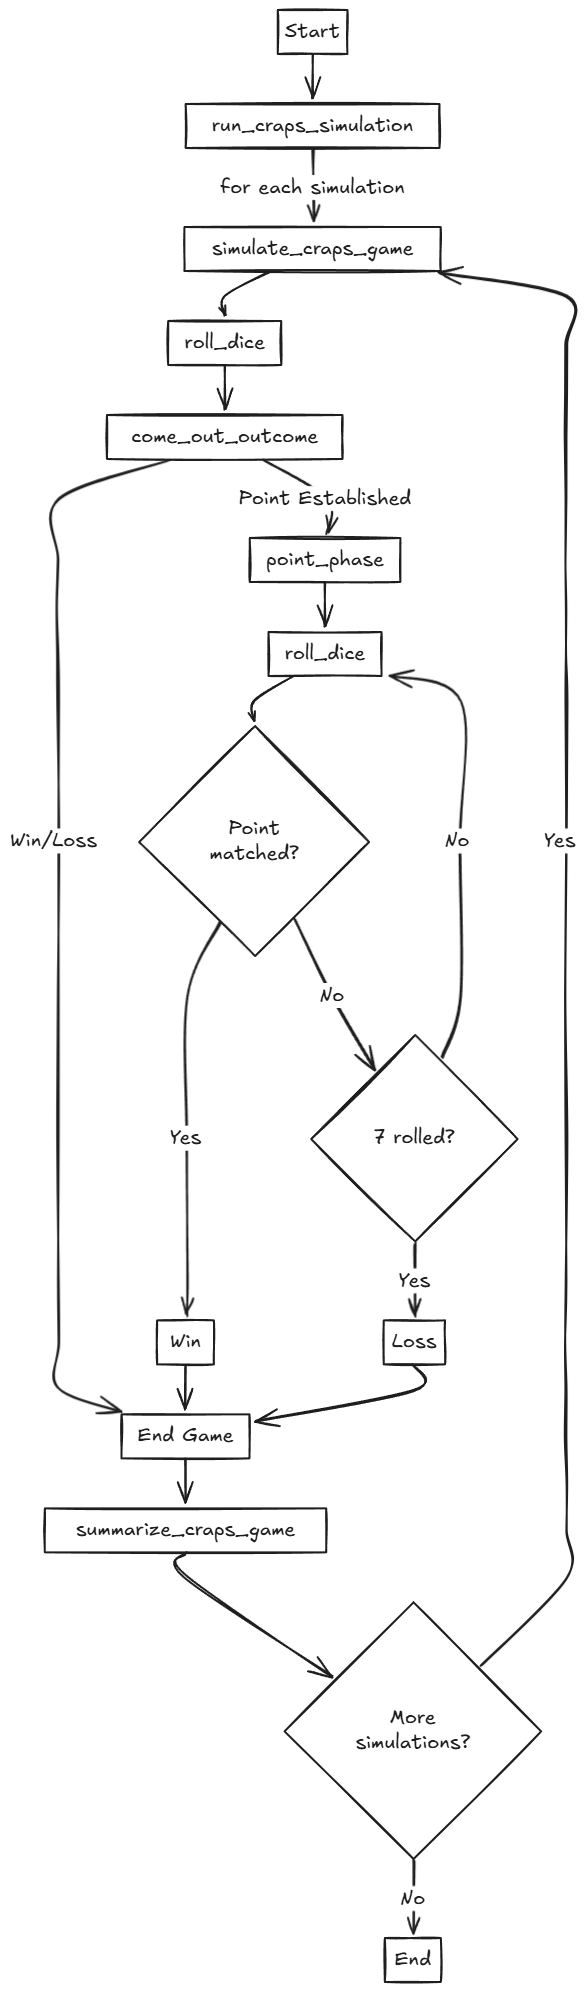 Start
run_craps_simulation
for each simulation
simulate_craps_game
roll_dice
come_out_outcome
Point Established
point_phase
roll_dice
Point
matched?
Win/Loss
No
Yes
No
7 rolled?
Yes
Yes
Win
Loss
End Game
summarize_craps_game
More
simulations?
No
End